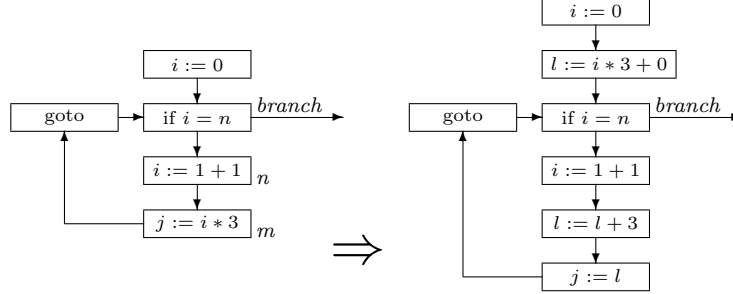 i := 0
goto
if i = n
branch
i := 1 + 1
n
j := i * 3
m
⇒
i := 0
l := i * 3 + 0
goto
if i = n
branch
i := 1 + 1
l := l + 3
j := l